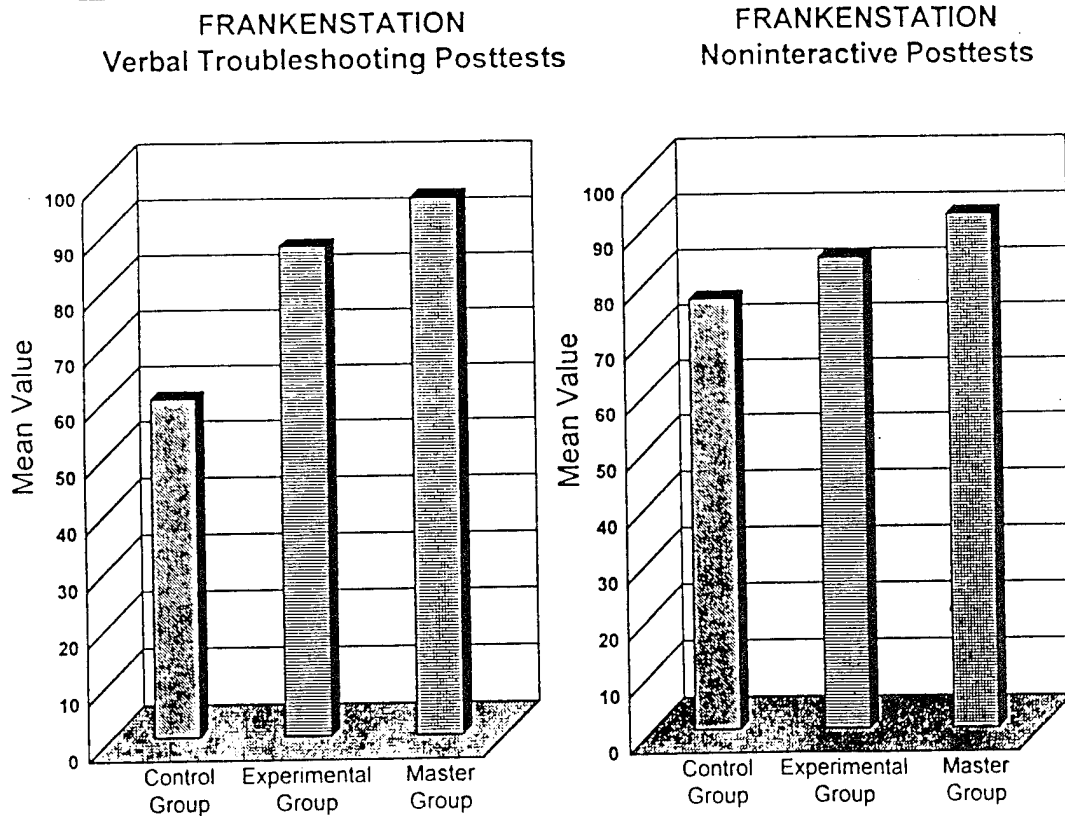 FRANKENSTATION
Verbal Troubleshooting Posttests
Mean Value
100
90
80
70
60
50
40
30
20
10
0
Control Group
Experimental Group
Master Group
FRANKENSTATION
Noninteractive Posttests
Mean Value
100
90
80
70
60
50
40
30
20
10
0
Control Group
Experimental Group
Master Group